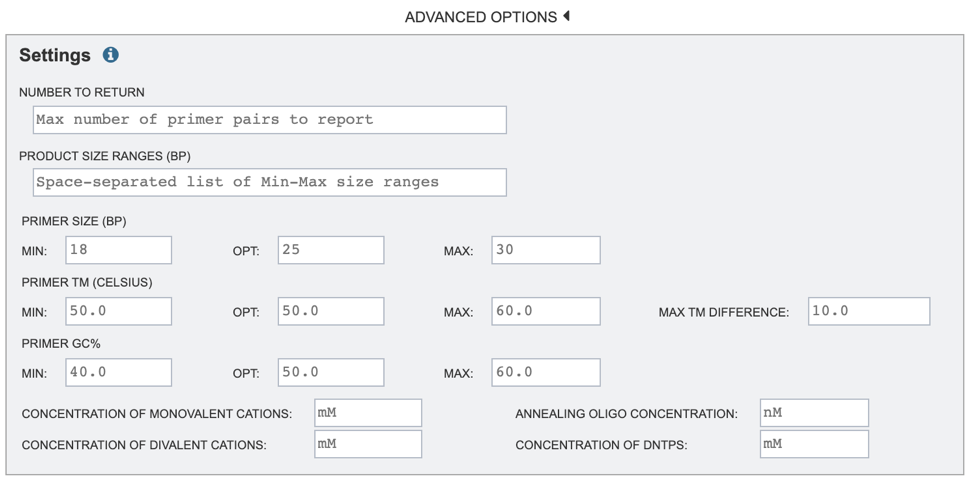 ADVANCED OPTIONS
Settings
NUMBER TO RETURN
Max number of primer pairs to report
PRODUCT SIZE RANGES (BP)
Space-separated list of Min-Max size ranges
PRIMER SIZE (BP)
MIN: 18 OPT: 25 MAX: 30
PRIMER TM (CELSIUS)
MIN: 50.0 OPT: 50.0 MAX: 60.0 MAX TM DIFFERENCE: 10.0
PRIMER GC%
MIN: 40.0 OPT: 50.0 MAX: 60.0
CONCENTRATION OF MONOVALENT CATIONS: mM ANNEALING OLIGO CONCENTRATION: nM
CONCENTRATION OF DIVALENT CATIONS: mM CONCENTRATION OF DNTPS: mM